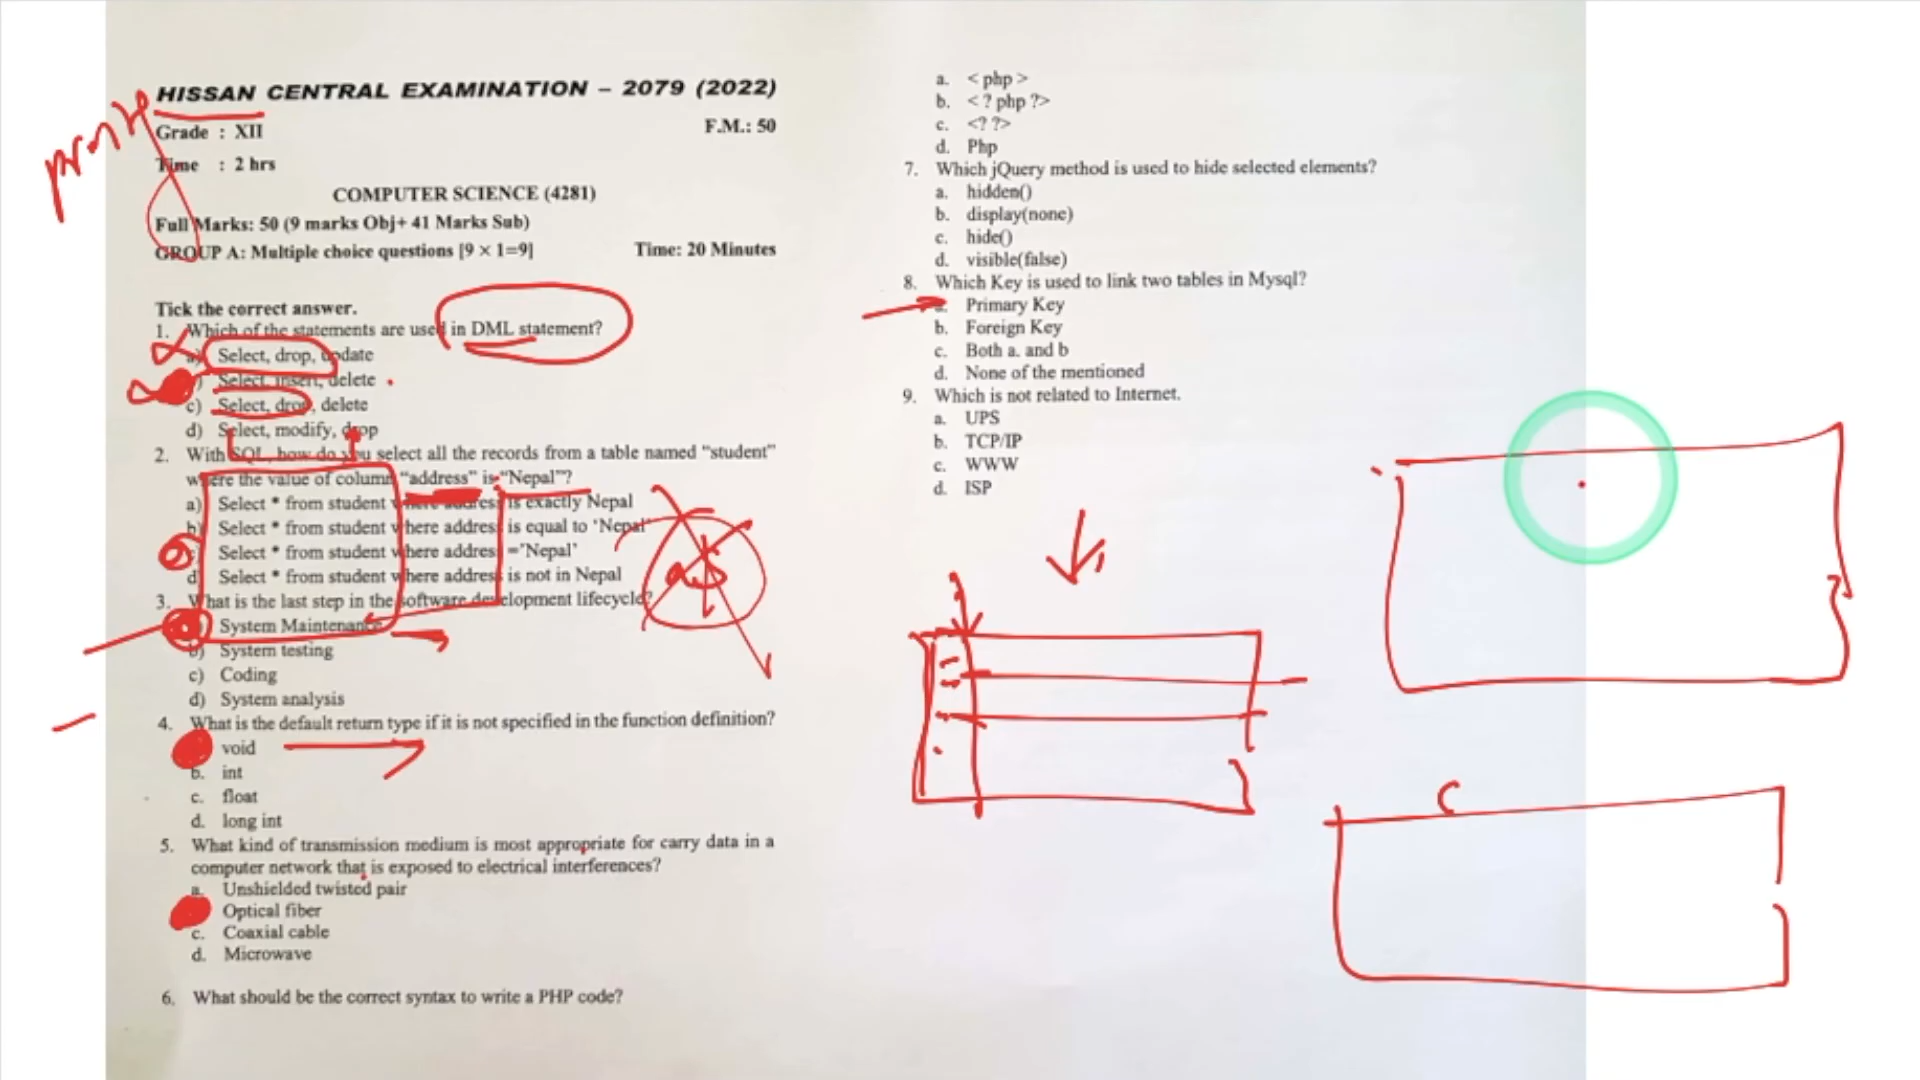 HISSAN CENTRAL EXAMINATION – 2079 (2022)
Grade : XII F.M.: 50
Time : 2 hrs
COMPUTER SCIENCE (4281)
Full Marks: 50 (9 marks Obj+ 41 Marks Sub)
GROUP A: Multiple choice questions [9 × 1=9] Time: 20 Minutes
Tick the correct answer.
1. Which of the statements are used in DML statement?
a) Select, drop, update
) Select, insert, delete
c) Select, drop, delete
d) Select, modify, drop
2. With SQL, how do you select all the records from a table named “student”
where the value of column “address” is “Nepal”?
a) Select * from student where address is exactly Nepal
b) Select * from student where address is equal to ‘Nepal’
Select * from student where address =’Nepal’
d) Select * from student where address is not in Nepal
3. What is the last step in the software development lifecycle?
System Maintenance
b) System testing
c) Coding
d) System analysis
4. What is the default return type if it is not specified in the function definition?
void
b. int
c. float
d. long int
5. What kind of transmission medium is most appropriate for carry data in a
computer network that is exposed to electrical interferences?
a. Unshielded twisted pair
Optical fiber
c. Coaxial cable
d. Microwave
6. What should be the correct syntax to write a PHP code?
a. < php >
b. < ? php ?>
c. <? ?>
d. Php
7. Which jQuery method is used to hide selected elements?
a. hidden()
b. display(none)
c. hide()
d. visible(false)
8. Which Key is used to link two tables in Mysql?
a. Primary Key
b. Foreign Key
c. Both a. and b
d. None of the mentioned
9. Which is not related to Internet.
a. UPS
b. TCP/IP
c. WWW
d. ISP